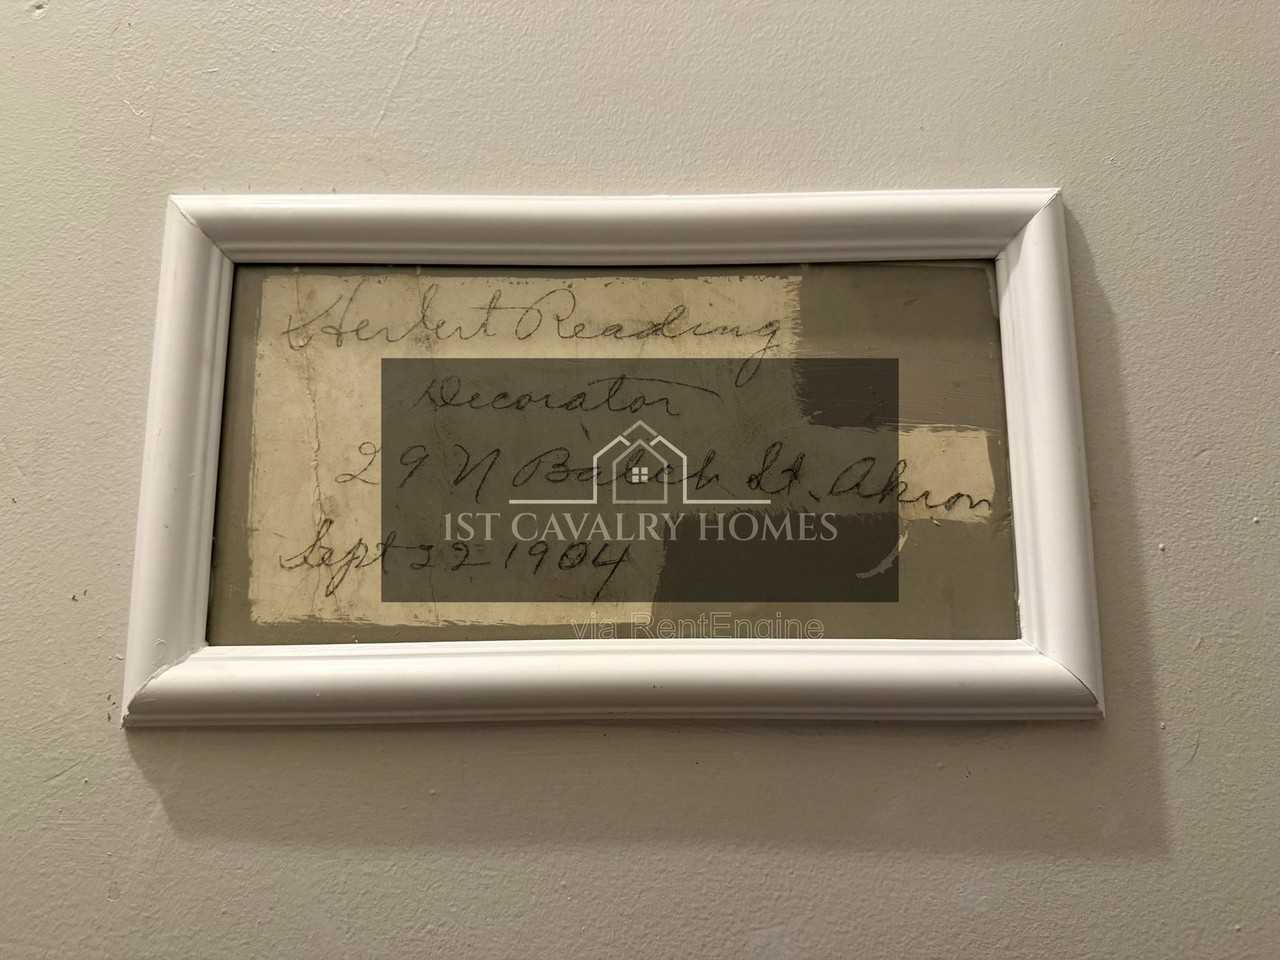 Herbert Reading
Decorator
29 N Balch St. Akron
Sept 22 1904
1ST CAVALRY HOMES
via RentEngine